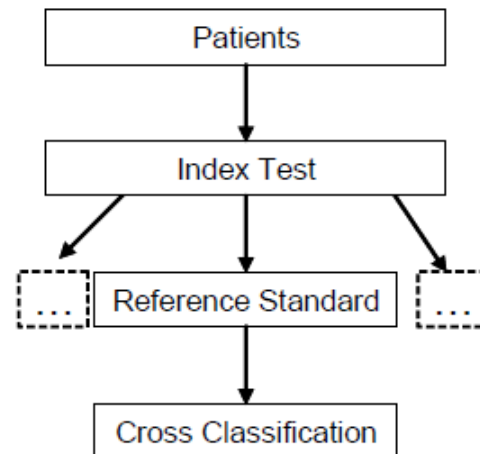 Patients
Index Test
... Reference Standard ...
Cross Classification